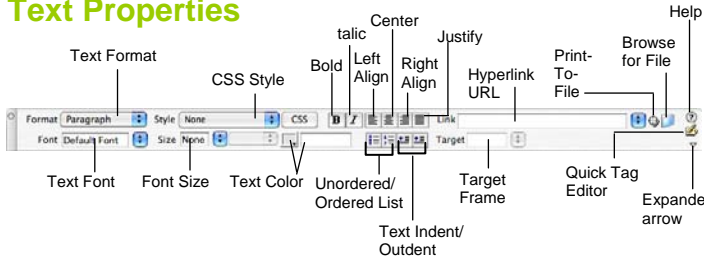 Text Properties
Help
Center
talic
Justify
Print-
To-
File
Browse
for File
Text Format
Bold
Left
Align
Right
Align
CSS Style
Hyperlink
URL
Format Paragraph Style None CSS B I Link
Font Default Font Size None Target
Text Font
Font Size
Text Color
Unordered/
Ordered List
Target
Frame
Quick Tag
Editor
Expande
arrow
Text Indent/
Outdent